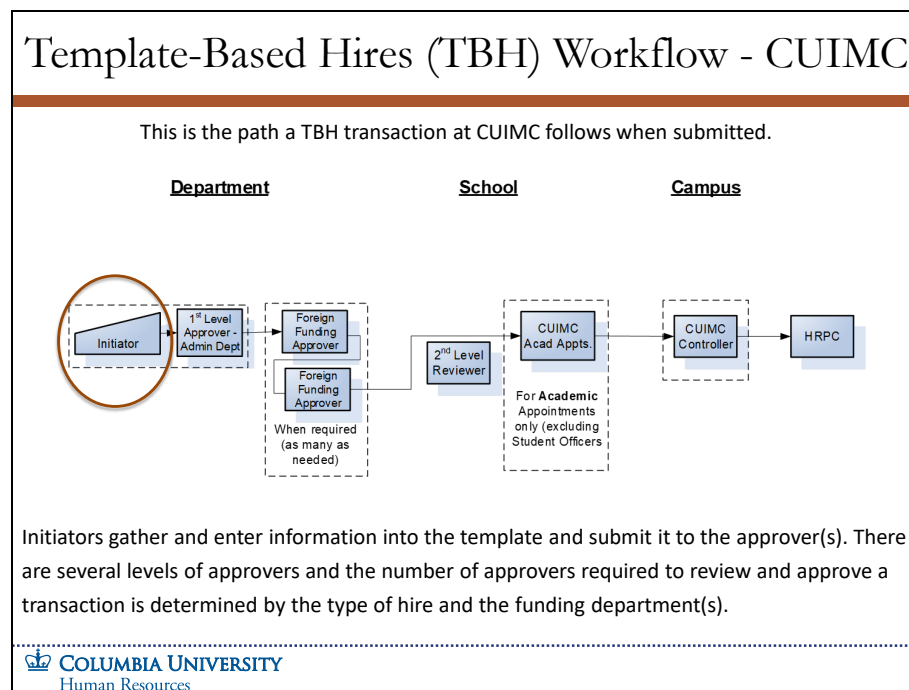 Template-Based Hires (TBH) Workflow - CUIMC
This is the path a TBH transaction at CUIMC follows when submitted.
Department
School
Campus
Initiator
1st Level
Approver -
Admin Dept
Foreign
Funding
Approver
Foreign
Funding
Approver
When required
(as many as
needed)
2nd Level
Reviewer
CUIMC
Acad Appts.
For Academic
Appointments
only (excluding
Student Officers
CUIMC
Controller
HRPC
Initiators gather and enter information into the template and submit it to the approver(s). There
are several levels of approvers and the number of approvers required to review and approve a
transaction is determined by the type of hire and the funding department(s).
COLUMBIA UNIVERSITY
Human Resources